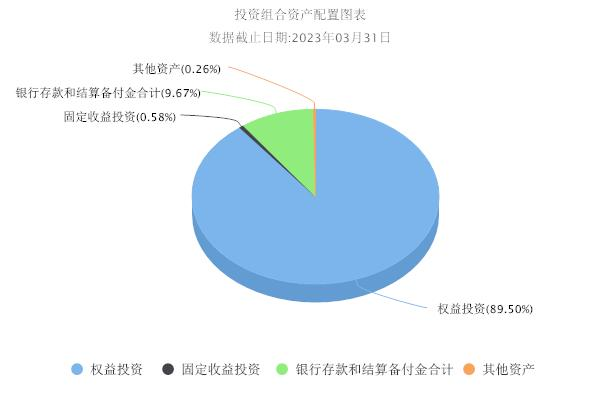 投资组合资产配置图表
数据截止日期:2023年03月31日
其他资产(0.26%)
银行存款和结算备付金合计(9.67%)
固定收益投资(0.58%)
权益投资(89.50%)
权益投资 固定收益投资 银行存款和结算备付金合计 其他资产